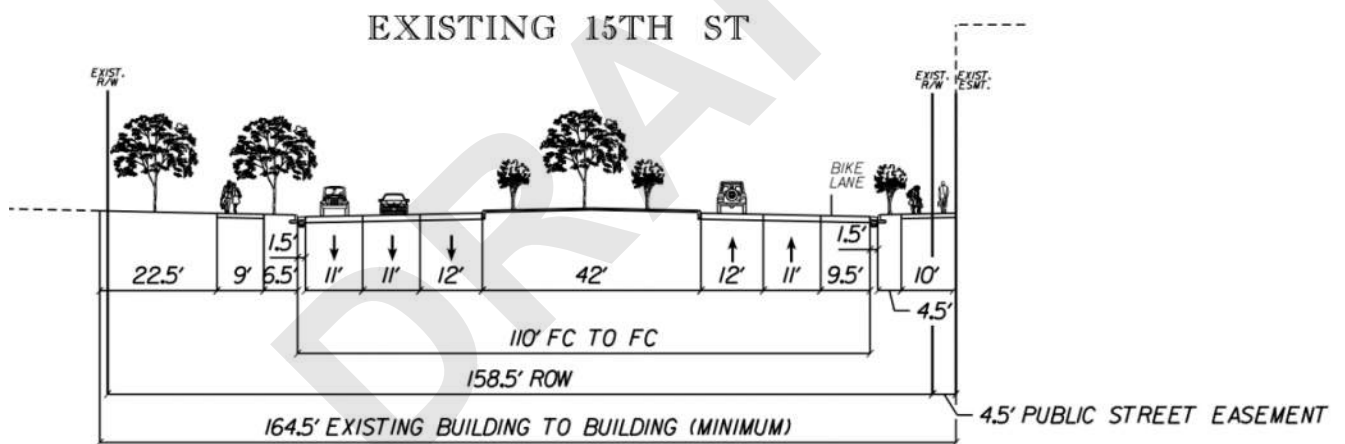 EXISTING 15TH ST
EXIST.
R/W
EXIST.
R/W
EXIST.
ESMT.
BIKE
LANE
1.5'
1.5'
22.5'
9'
6.5'
11'
11'
12'
42'
12'
11'
9.5'
10'
4.5'
110' FC TO FC
158.5' ROW
4.5' PUBLIC STREET EASEMENT
164.5' EXISTING BUILDING TO BUILDING (MINIMUM)
DRA